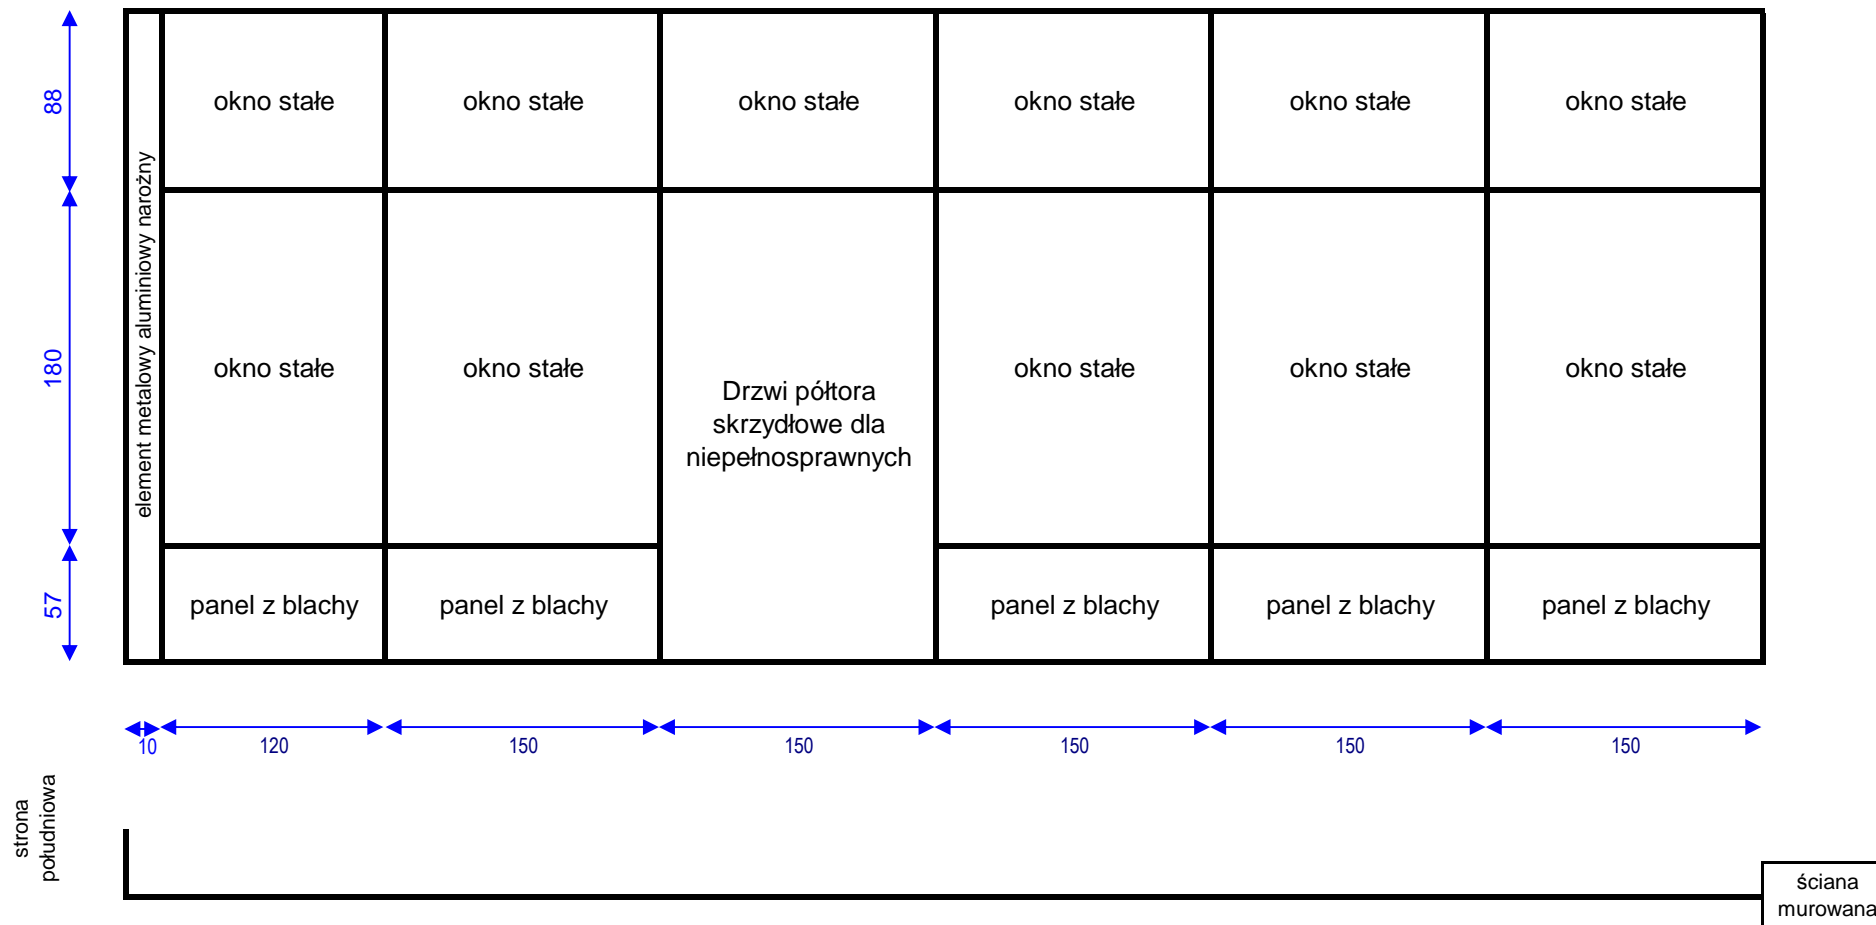 88
okno stałe
okno stałe
okno stałe
okno stałe
okno stałe
okno stałe
element metalowy aluminiowy narożny
180
okno stałe
okno stałe
Drzwi półtora
skrzydłowe dla
niepełnosprawnych
okno stałe
okno stałe
okno stałe
57
panel z blachy
panel z blachy
panel z blachy
panel z blachy
panel z blachy
10
120
150
150
150
150
150
strona
południowa
ściana
murowana